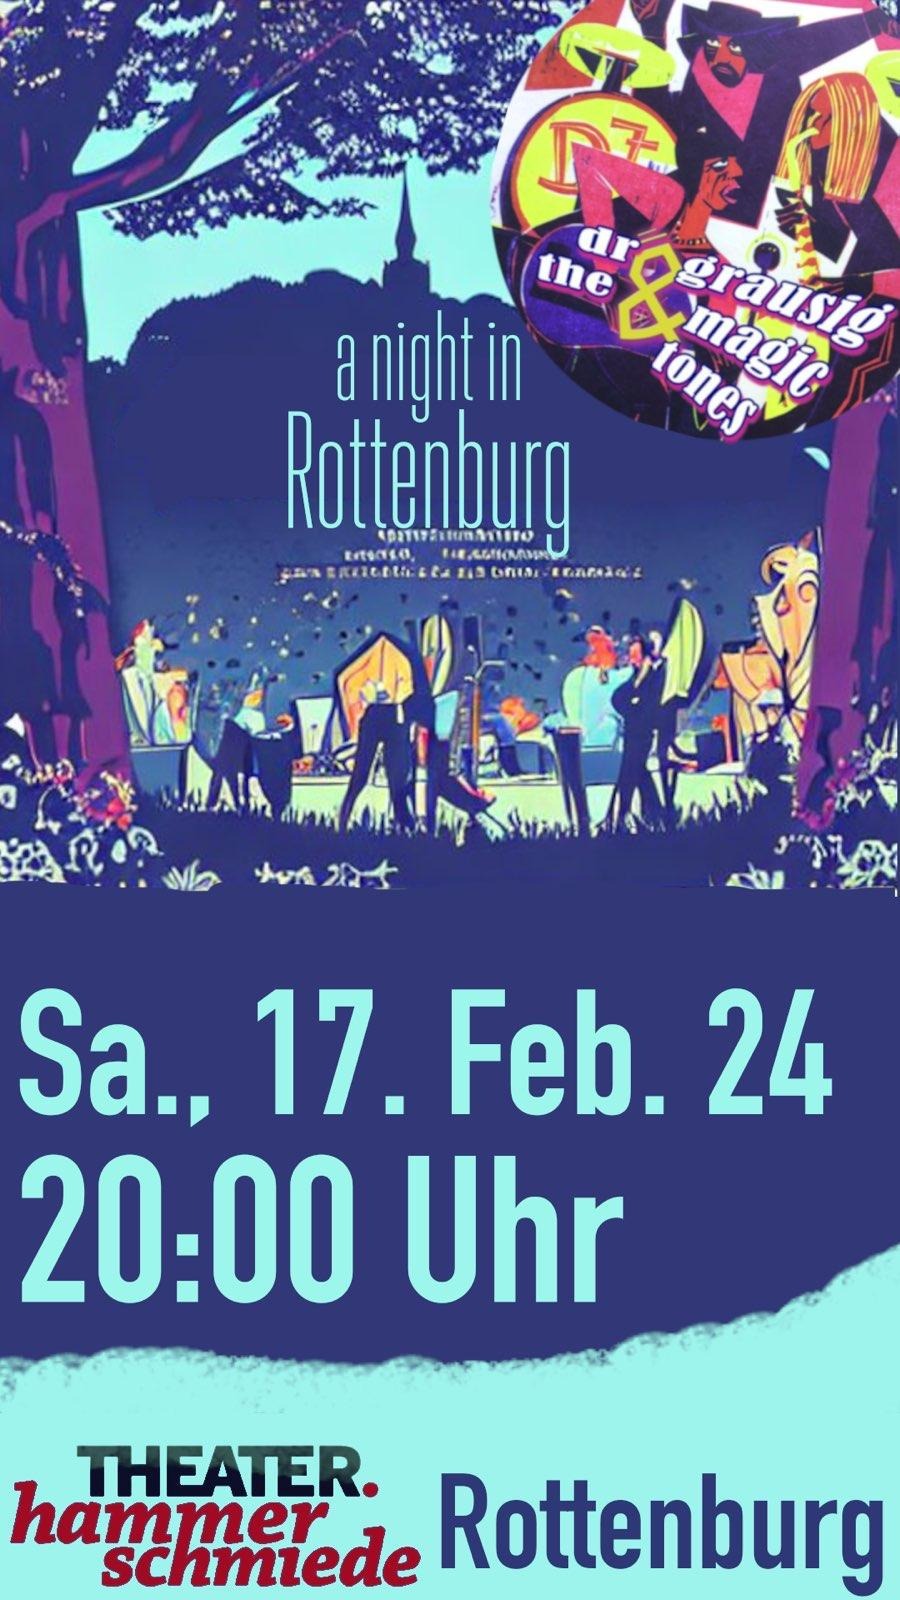 D7
dr & grausig
the magic
tones
a night in
Rottenburg
Sa., 17. Feb. 24
20:00 Uhr
THEATER.
hammer
schmiede
Rottenburg